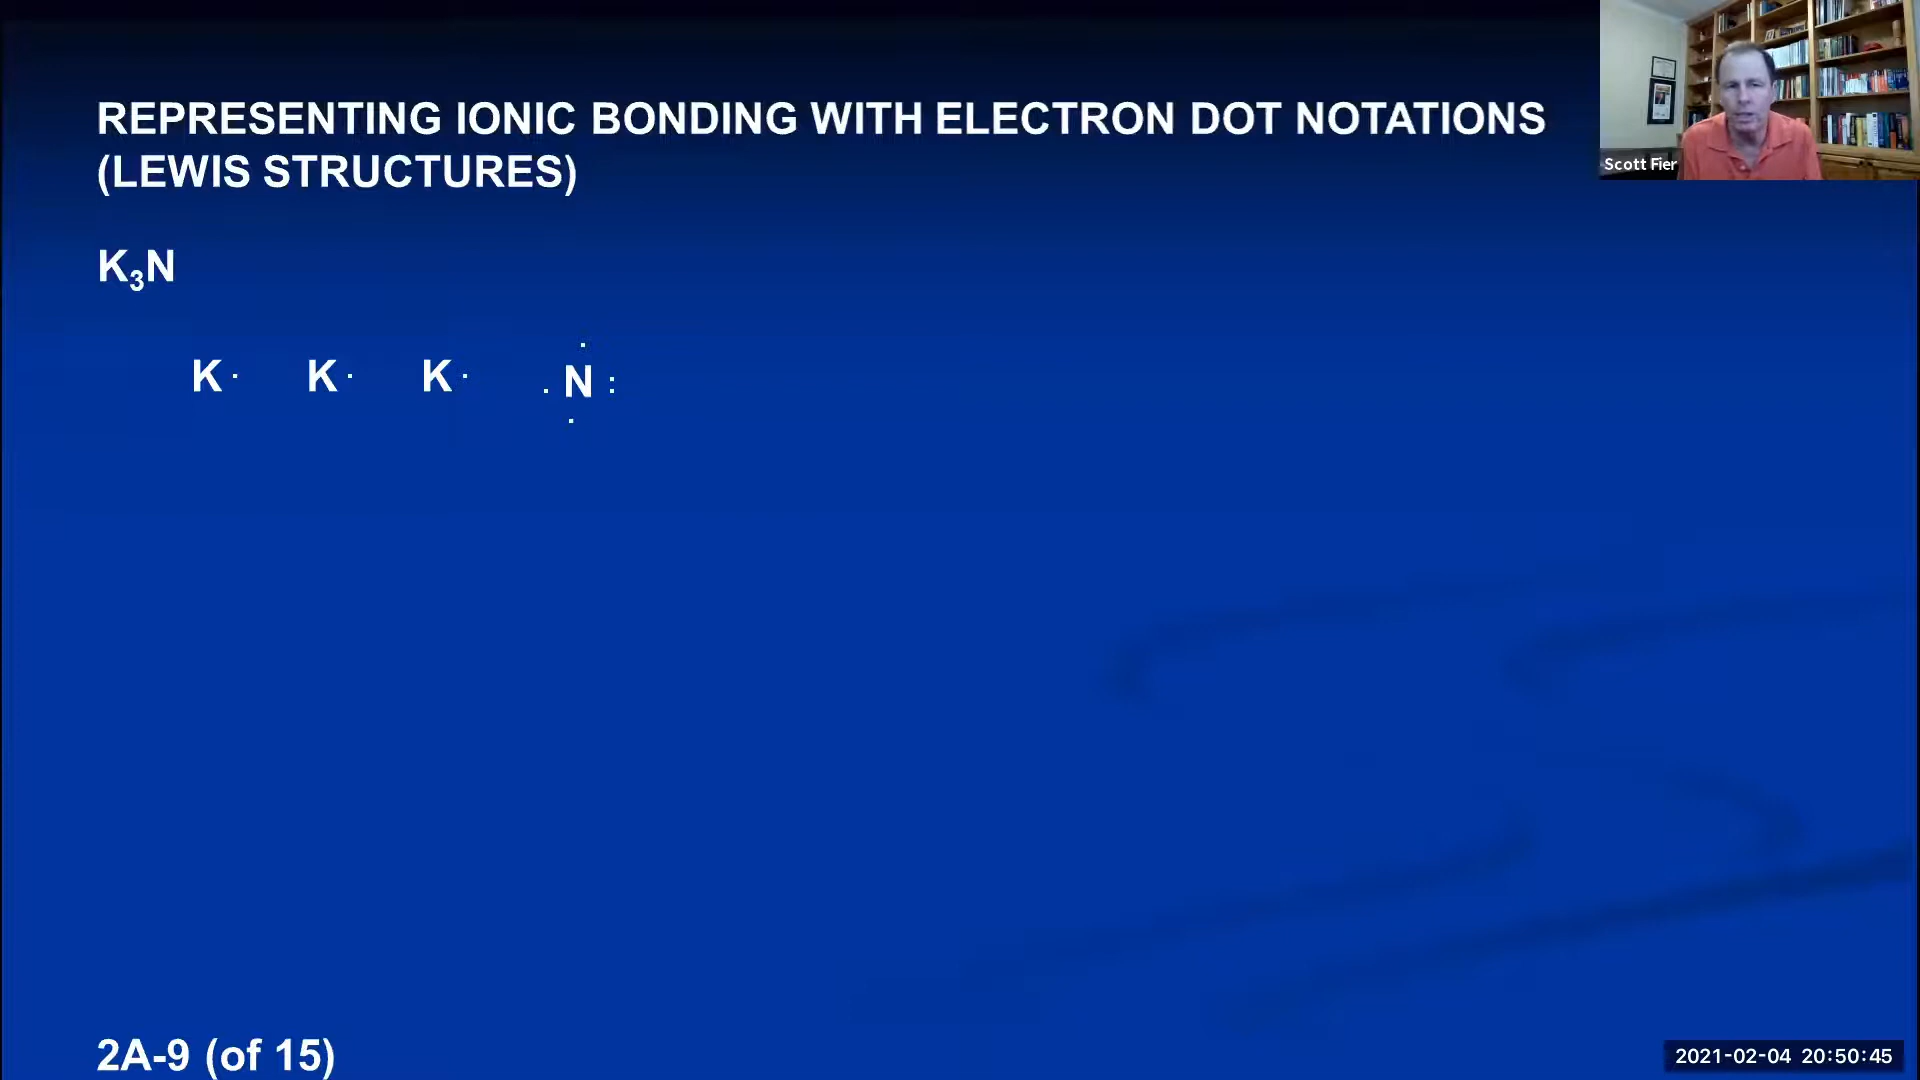 REPRESENTING IONIC BONDING WITH ELECTRON DOT NOTATIONS
(LEWIS STRUCTURES)
Scott Fier
K₃N
K · K · K · . N :
2A-9 (of 15)
2021-02-04 20:50:45